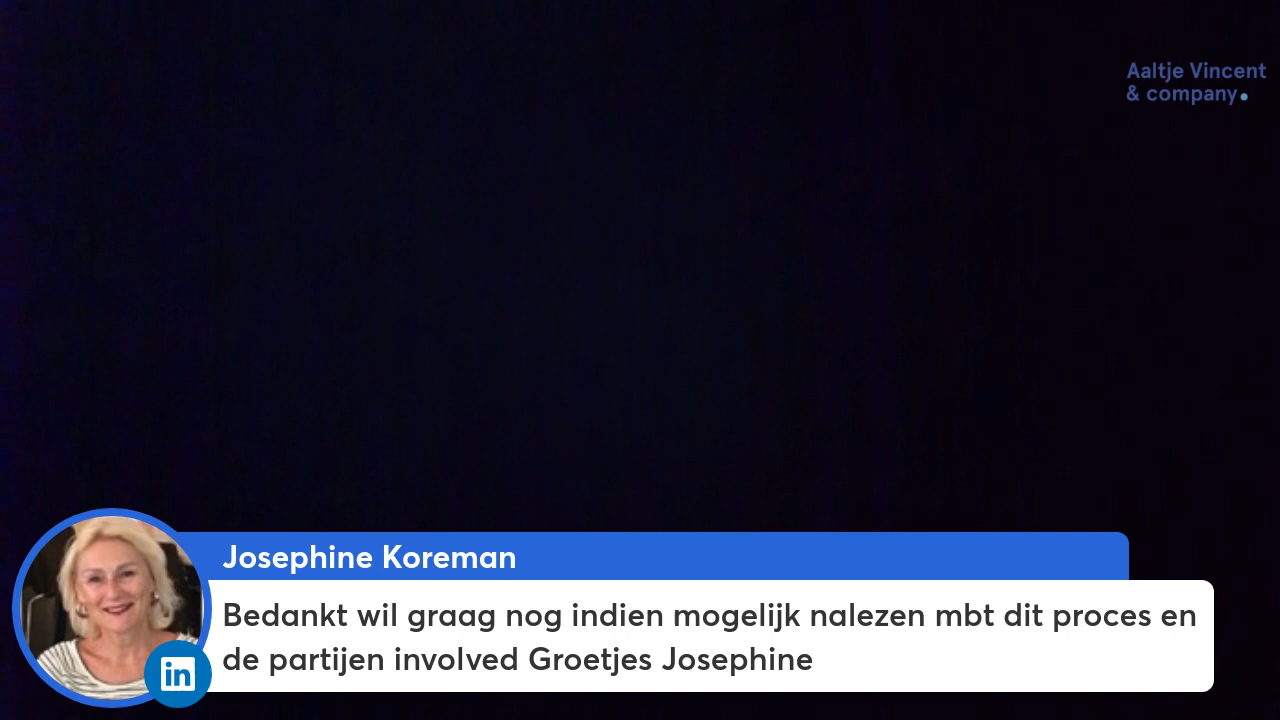 Aaltje Vincent
& company.
Josephine Koreman
Bedankt wil graag nog indien mogelijk nalezen mbt dit proces en
de partijen involved Groetjes Josephine
in